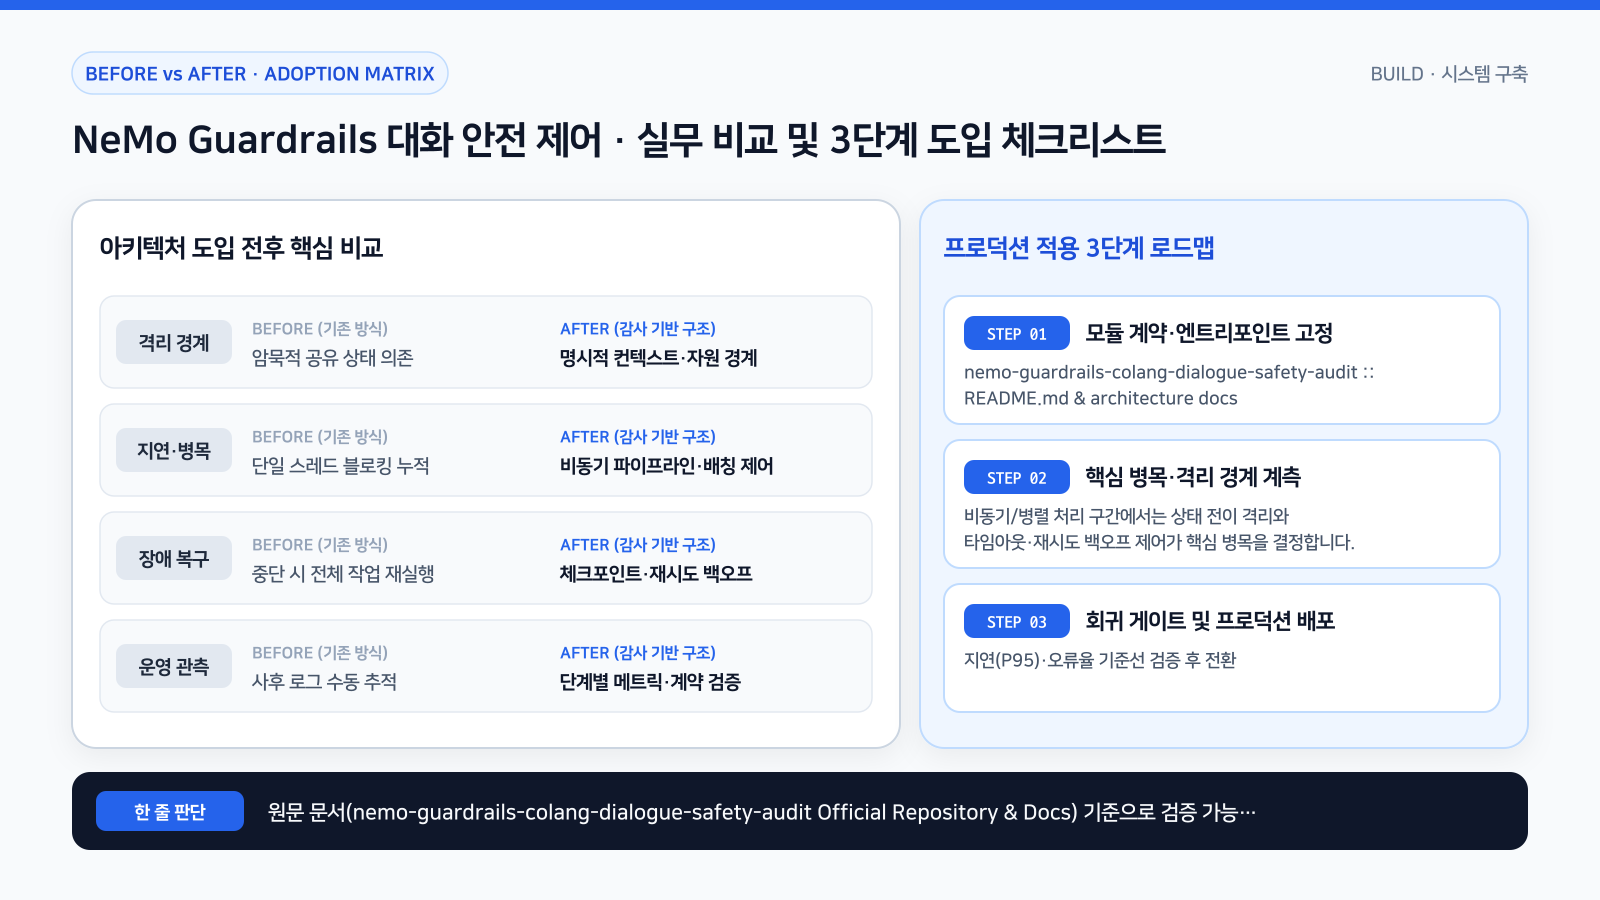 BEFORE vs AFTER · ADOPTION MATRIX
BUILD · 시스템 구축
NeMo Guardrails 대화 안전 제어 · 실무 비교 및 3단계 도입 체크리스트
아키텍처 도입 전후 핵심 비교
격리 경계
BEFORE (기존 방식)
암묵적 공유 상태 의존
AFTER (감사 기반 구조)
명시적 컨텍스트·자원 경계
지연·병목
BEFORE (기존 방식)
단일 스레드 블로킹 누적
AFTER (감사 기반 구조)
비동기 파이프라인·배칭 제어
장애 복구
BEFORE (기존 방식)
중단 시 전체 작업 재실행
AFTER (감사 기반 구조)
체크포인트·재시도 백오프
운영 관측
BEFORE (기존 방식)
사후 로그 수동 추적
AFTER (감사 기반 구조)
단계별 메트릭·계약 검증
프로덕션 적용 3단계 로드맵
STEP 01
모듈 계약·엔트리포인트 고정
nemo-guardrails-colang-dialogue-safety-audit ::
README.md & architecture docs
STEP 02
핵심 병목·격리 경계 계측
비동기/병렬 처리 구간에서는 상태 전이 격리와
타임아웃·재시도 백오프 제어가 핵심 병목을 결정합니다.
STEP 03
회귀 게이트 및 프로덕션 배포
지연(P95)·오류율 기준선 검증 후 전환
한 줄 판단
원문 문서(nemo-guardrails-colang-dialogue-safety-audit Official Repository & Docs) 기준으로 검증 가능…